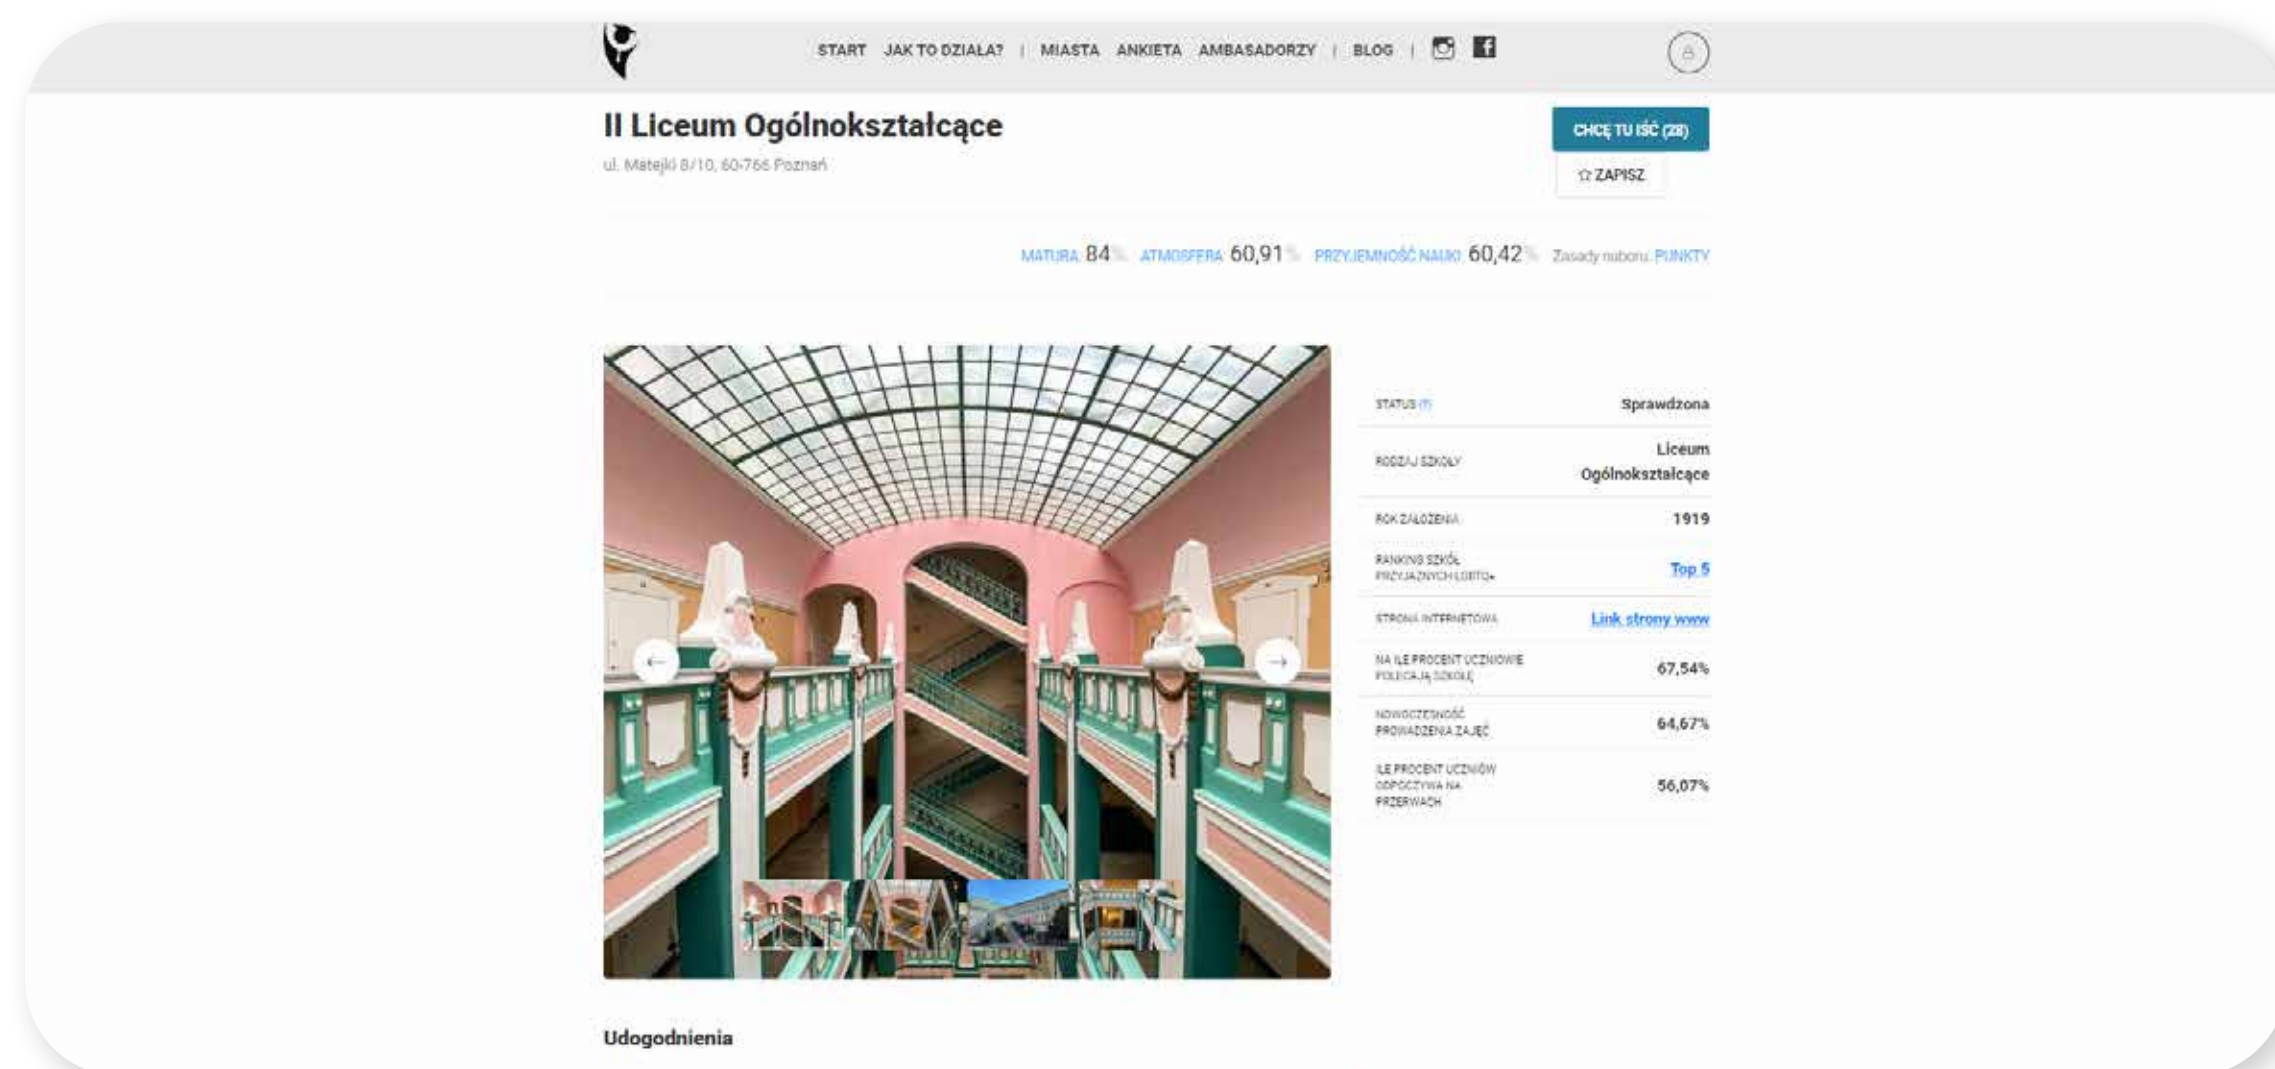 START JAK TO DZIAŁA? | MIASTA ANKIETA AMBASADORZY | BLOG |
II Liceum Ogólnokształcące
CHCĘ TU IŚĆ (28)
ul. Matejki 8/10, 60-766 Poznań
☆ ZAPISZ
MATURA: 84% ATMOSFERA: 60,91% PRZYJEMNOŚĆ NAUKI: 60,42% Zasady naboru: PUNKTY
STATUS (?) Sprawdzona
RODZAJ SZKOŁY Liceum
Ogólnokształcące
ROK ZAŁOŻENIA 1919
RANKING SZKÓŁ
PRZYJAZNYCH LGBTQ+ Top 5
STRONA INTERNETOWA Link strony www
NA ILE PROCENT UCZNIOWIE
POLECAJĄ SZKOŁĘ 67,54%
NOWOCZESNOŚĆ
PROWADZENIA ZAJĘĆ 64,67%
ILE PROCENT UCZNIÓW
ODPOCZYWA NA
PRZERWACH 56,07%
Udogodnienia